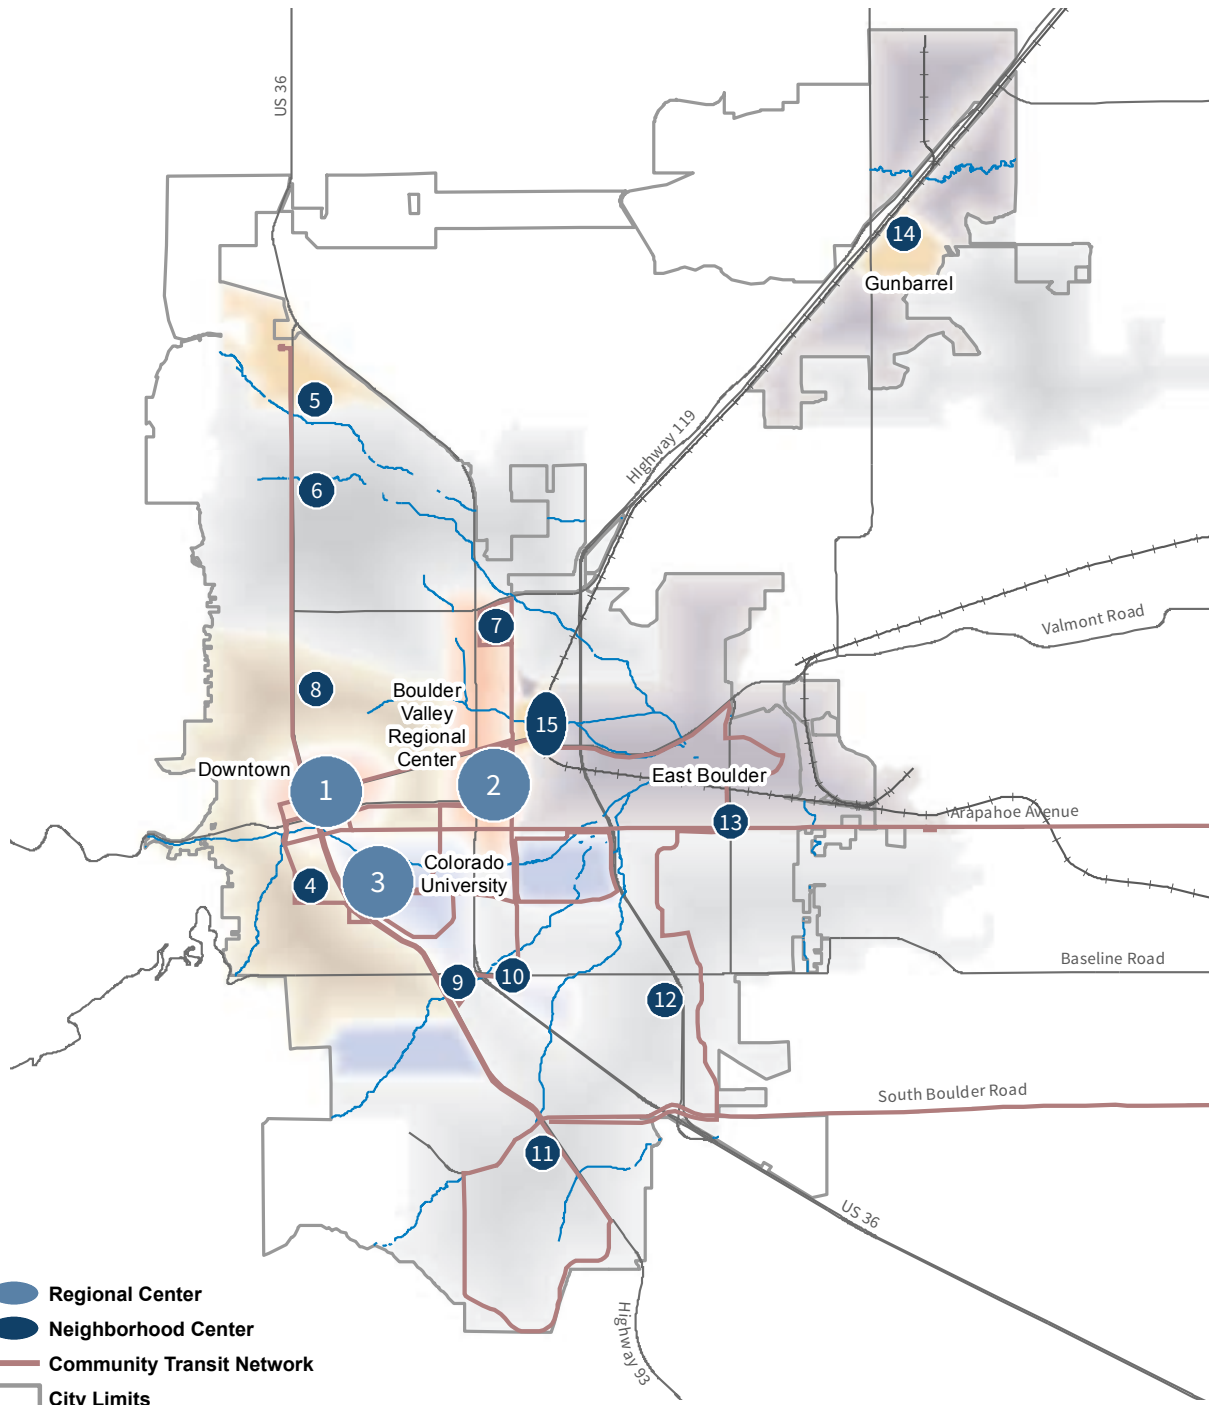 US 36
14
Gunbarrel
5
HIghway 119
6
Valmont Road
7
8
Boulder
Valley
Regional
Center
15
Downtown
East Boulder
1
2
Arapahoe Avenue
13
Colorado
University
3
4
Baseline Road
9
10
12
South Boulder Road
11
US 36
Highway 93
Regional Center
Neighborhood Center
Community Transit Network
City Limits